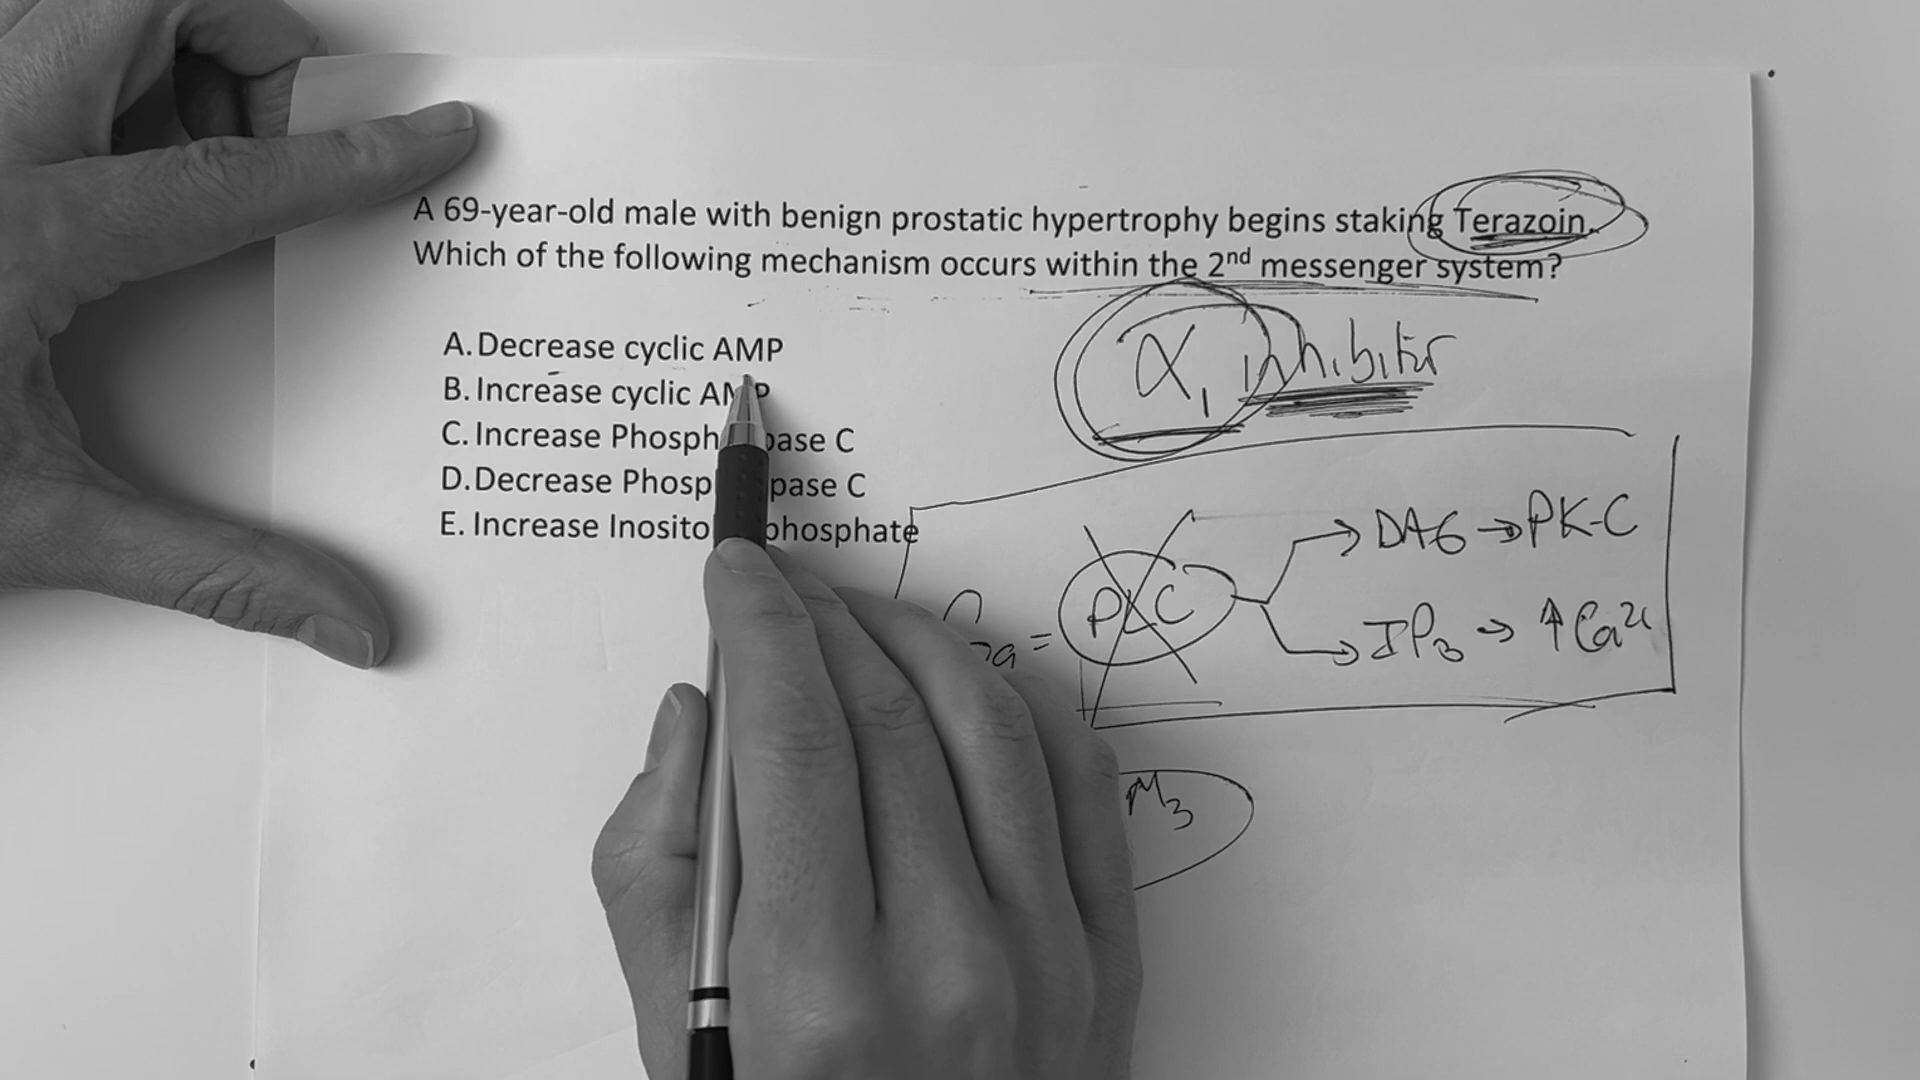 A 69-year-old male with benign prostatic hypertrophy begins staking Terazoin.
Which of the following mechanism occurs within the 2nd messenger system?
A. Decrease cyclic AMP
B. Increase cyclic AMP
C. Increase Phosph pase C
D. Decrease Phosp pase C
E. Increase Inosito phosphate
α1 inhibitor
= PLC
→ DAG → PK-C
→ IP3 → ↑ Ca2+
M3